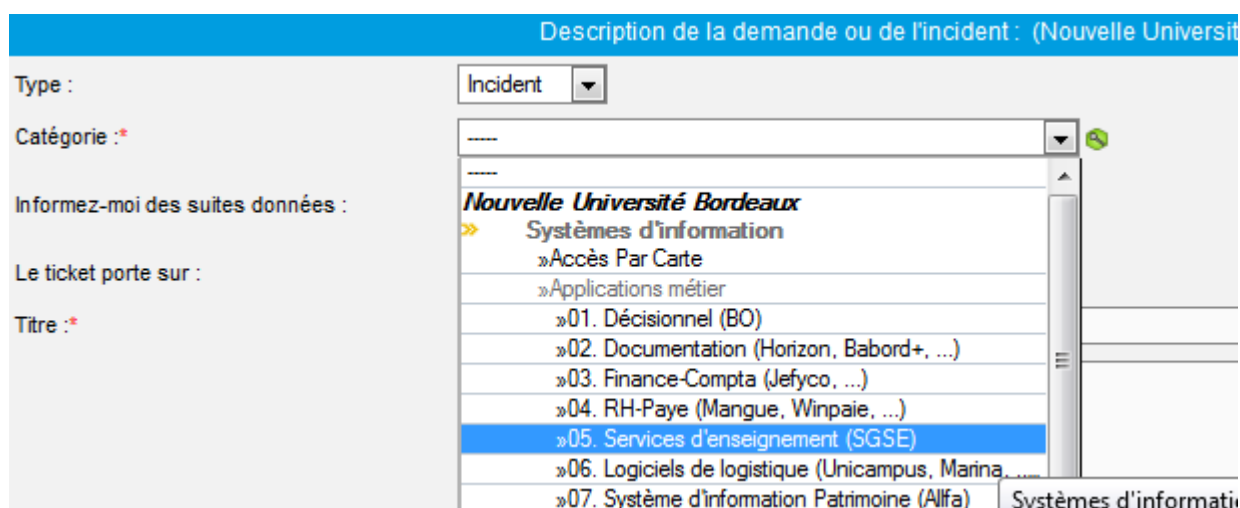 Description de la demande ou de l'incident : (Nouvelle Universit
Type :
Incident
Catégorie :*
-----
-----
Nouvelle Université Bordeaux
Informez-moi des suites données :
» Systèmes d'information
»Accès Par Carte
Le ticket porte sur :
»Applications métier
Titre :*
»01. Décisionnel (BO)
»02. Documentation (Horizon, Babord+, ...)
»03. Finance-Compta (Jefyco, ...)
»04. RH-Paye (Mangue, Winpaie, ...)
»05. Services d'enseignement (SGSE)
»06. Logiciels de logistique (Unicampus, Marina, ...
»07. Système d'information Patrimoine (Allfa)
Systèmes d'informati